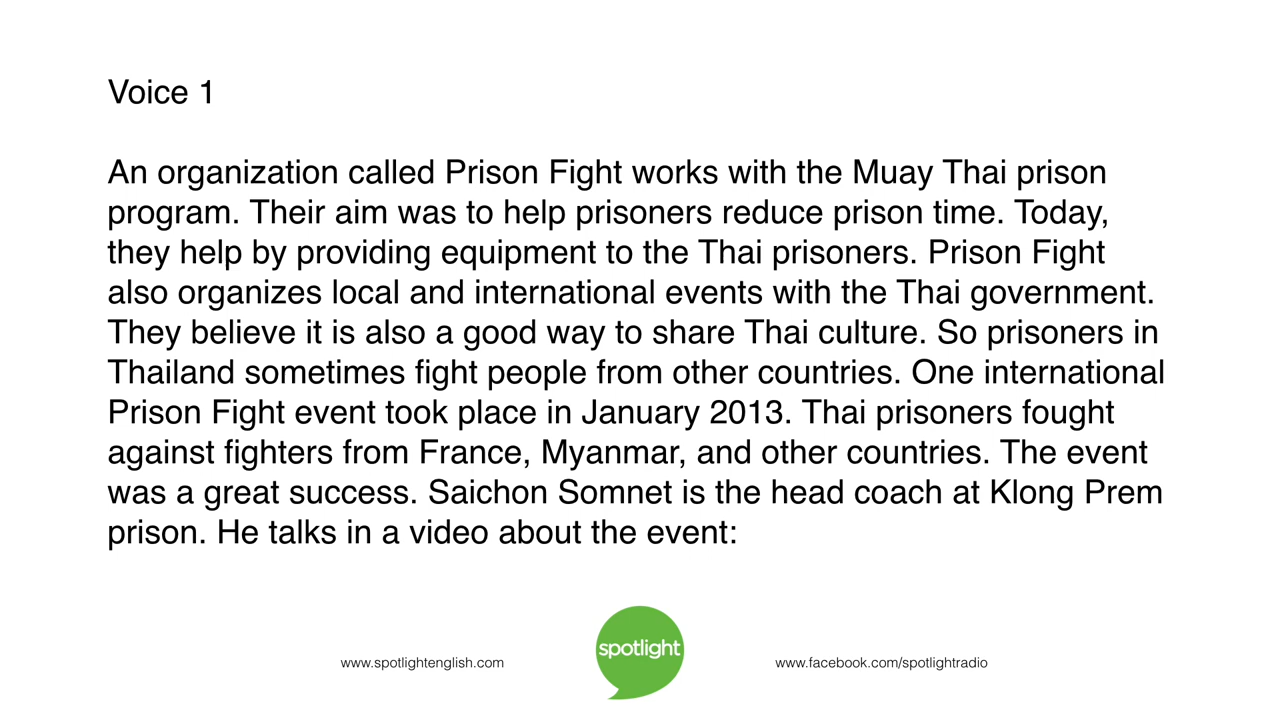 Voice 1
An organization called Prison Fight works with the Muay Thai prison
program. Their aim was to help prisoners reduce prison time. Today,
they help by providing equipment to the Thai prisoners. Prison Fight
also organizes local and international events with the Thai government.
They believe it is also a good way to share Thai culture. So prisoners in
Thailand sometimes fight people from other countries. One international
Prison Fight event took place in January 2013. Thai prisoners fought
against fighters from France, Myanmar, and other countries. The event
was a great success. Saichon Somnet is the head coach at Klong Prem
prison. He talks in a video about the event:
www.spotlightenglish.com
spotlight
www.facebook.com/spotlightradio